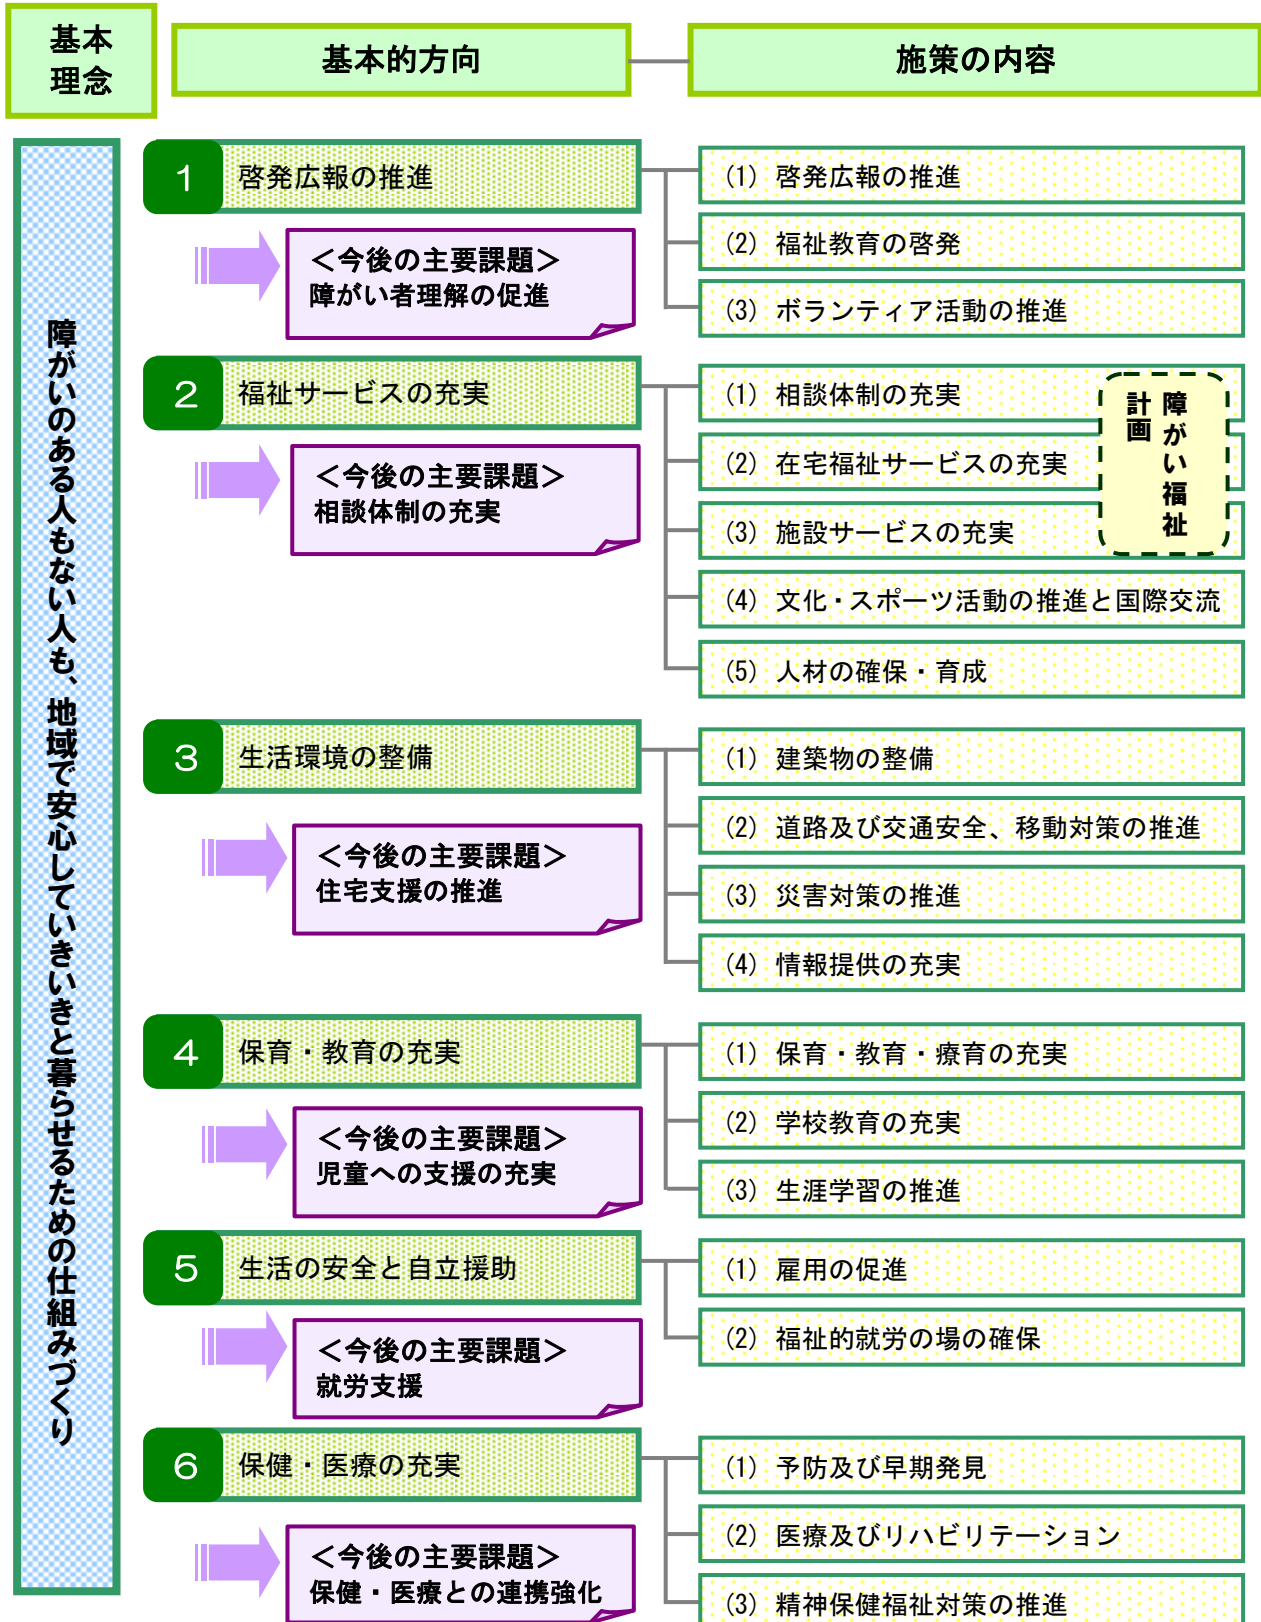 基本
理念
基本的方向
施策の内容
障がいのある人もない人も、地域で安心していきいきと暮らせるための仕組みづくり
1
啓発広報の推進
<今後の主要課題>
障がい者理解の促進
(1) 啓発広報の推進
(2) 福祉教育の啓発
(3) ボランティア活動の推進
2
福祉サービスの充実
<今後の主要課題>
相談体制の充実
(1) 相談体制の充実
(2) 在宅福祉サービスの充実
(3) 施設サービスの充実
障がい福祉
計画
(4) 文化・スポーツ活動の推進と国際交流
(5) 人材の確保・育成
3
生活環境の整備
<今後の主要課題>
住宅支援の推進
(1) 建築物の整備
(2) 道路及び交通安全、移動対策の推進
(3) 災害対策の推進
(4) 情報提供の充実
4
保育・教育の充実
<今後の主要課題>
児童への支援の充実
(1) 保育・教育・療育の充実
(2) 学校教育の充実
(3) 生涯学習の推進
5
生活の安全と自立援助
<今後の主要課題>
就労支援
(1) 雇用の促進
(2) 福祉的就労の場の確保
6
保健・医療の充実
<今後の主要課題>
保健・医療との連携強化
(1) 予防及び早期発見
(2) 医療及びリハビリテーション
(3) 精神保健福祉対策の推進